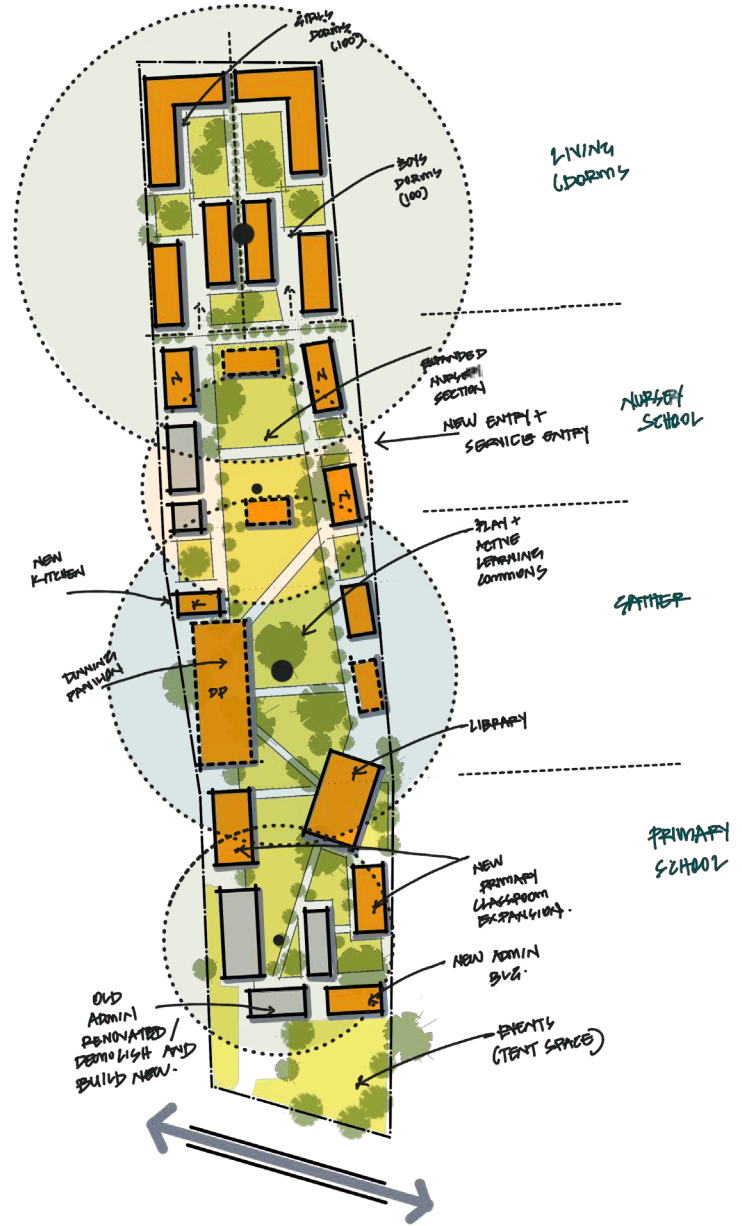 GIRLS
DORMS
(100)
LIVING
(DORMS
BOYS
DORMS
(100)
EXPANDED
NURSERY
SECTION
NURSERY
SCHOOL
NEW ENTRY +
SERVICE ENTRY
N
N
N
PLAY +
ACTIVE
LEARNING
COMMONS
NEW
KITCHEN
K
GATHER
DINNING
PAVILION
DP
LIBRARY
PRIMARY
SCHOOL
NEW
PRIMARY
CLASSROOM
EXPANSION.
NEW ADMIN
BLG.
OLD
ADMIN
RENOVATED /
DEMOLISH AND
BUILD NEW.
EVENTS
(TENT SPACE)